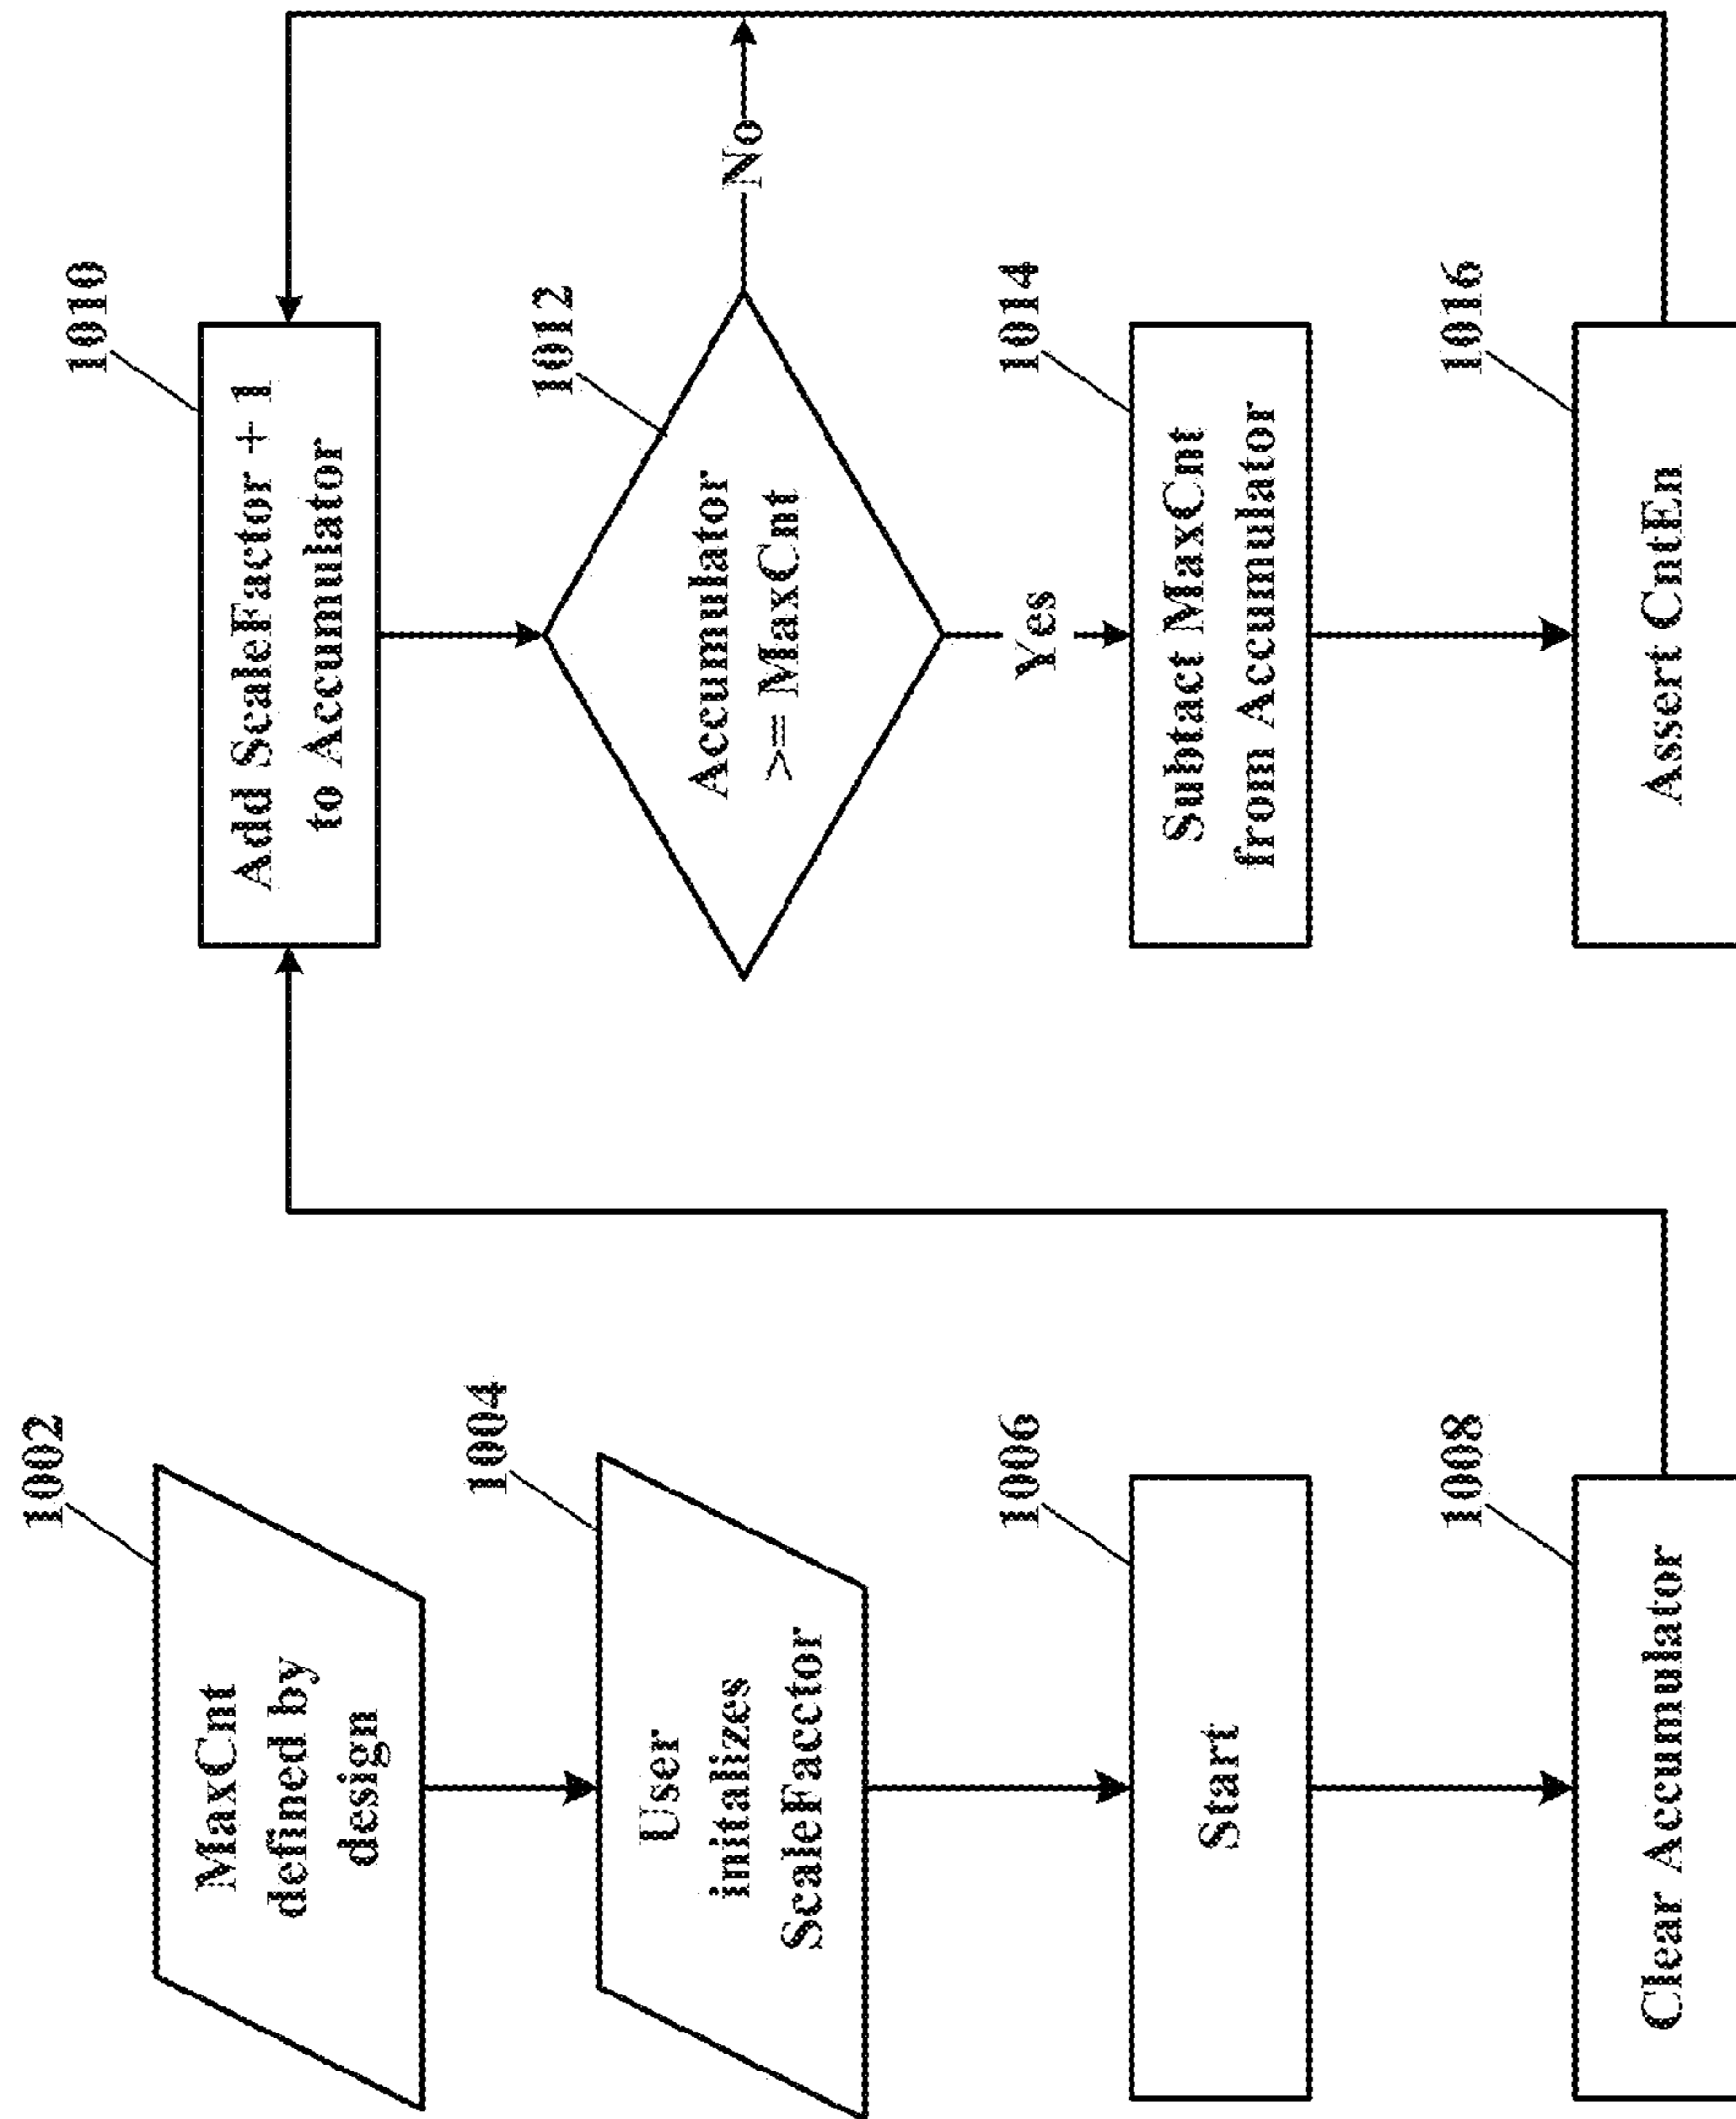 1002
MaxCnt
defined by
design
1004
User
initalizes
ScaleFactor
1006
Start
1008
Clear Accumulator
1010
Add ScaleFactor + 1
to Accumulator
1012
Accumulator
>= MaxCnt
No
Yes
1014
Subtact MaxCnt
from Accumulator
1016
Assert CntEn